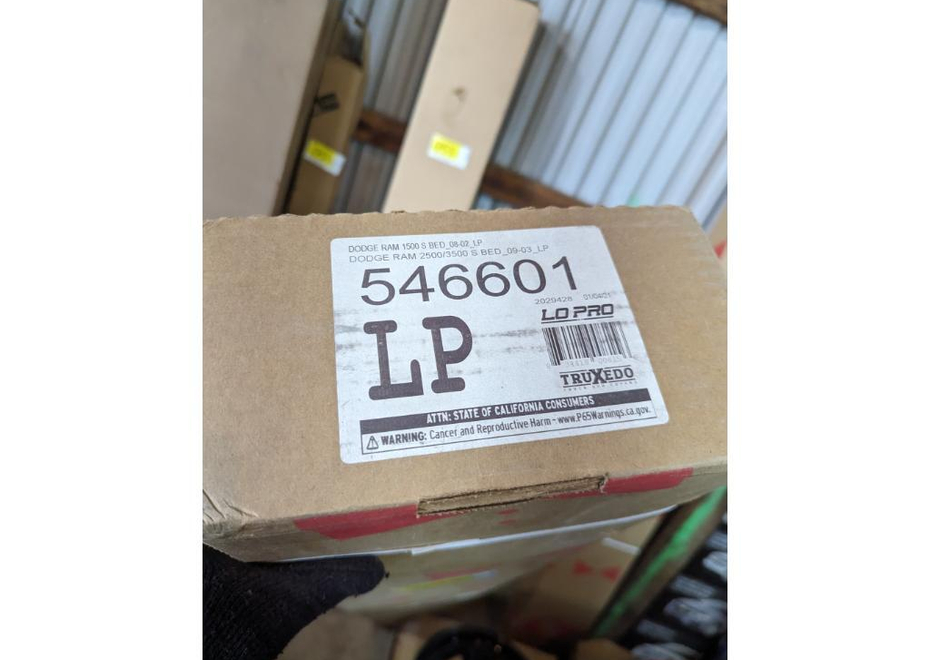 DODGE RAM 1500 S BED_08-02_LP
DODGE RAM 2500/3500 S BED_09-03_LP
546601
2029428
LO PRO
LP
TRUXEDO
ATTN: STATE OF CALIFORNIA CONSUMERS
WARNING: Cancer and Reproductive Harm - www.P65Warnings.ca.gov.